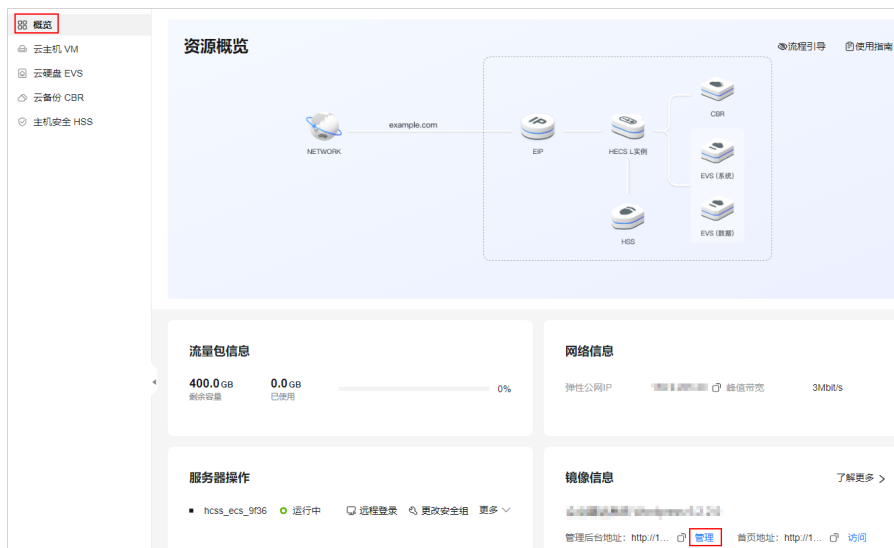 概览
云主机 VM
云硬盘 EVS
云备份 CBR
主机安全 HSS
资源概览
流程引导 使用指南
NETWORK
example.com
EIP
HECS L实例
CBR
EVS (系统)
EVS (数据)
HSS
流量包信息
400.0 GB 0.0 GB 0%
剩余容量 已使用
网络信息
弹性公网IP 峰值带宽 3Mbit/s
服务器操作
hcss_ecs_9f36 运行中 远程登录 更改安全组 更多
镜像信息 了解更多
管理后台地址: http://1... 管理 首页地址: http://1... 访问